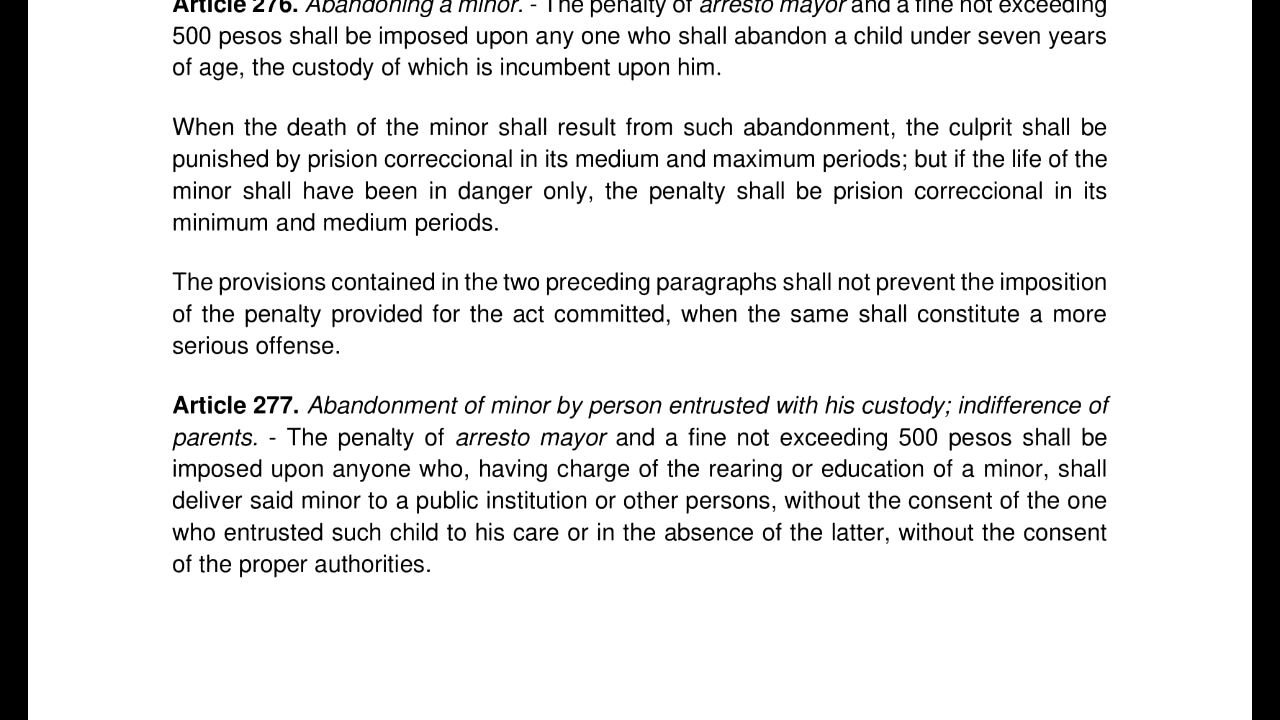 Article 276. Abandoning a minor. - The penalty of arresto mayor and a fine not exceeding
500 pesos shall be imposed upon any one who shall abandon a child under seven years
of age, the custody of which is incumbent upon him.
When the death of the minor shall result from such abandonment, the culprit shall be
punished by prision correccional in its medium and maximum periods; but if the life of the
minor shall have been in danger only, the penalty shall be prision correccional in its
minimum and medium periods.
The provisions contained in the two preceding paragraphs shall not prevent the imposition
of the penalty provided for the act committed, when the same shall constitute a more
serious offense.
Article 277. Abandonment of minor by person entrusted with his custody; indifference of
parents. - The penalty of arresto mayor and a fine not exceeding 500 pesos shall be
imposed upon anyone who, having charge of the rearing or education of a minor, shall
deliver said minor to a public institution or other persons, without the consent of the one
who entrusted such child to his care or in the absence of the latter, without the consent
of the proper authorities.